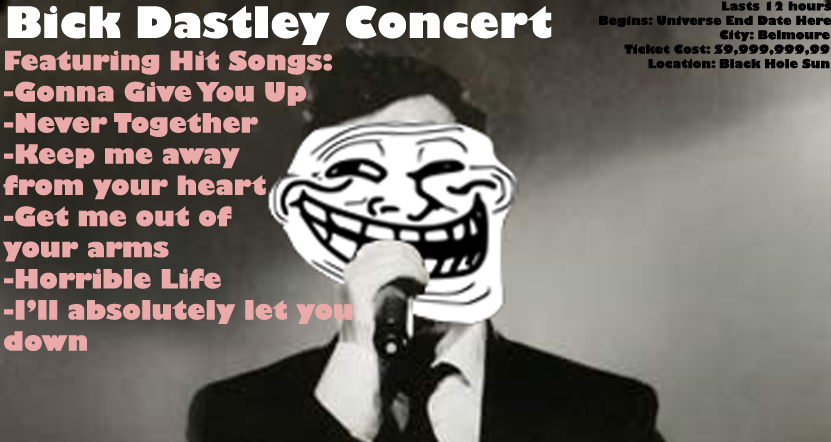 Bick Dastley Concert
Lasts 12 hours
Begins: Universe End Date Here
City: Belmoure
Ticket Cost: $9,999,999,99
Location: Black Hole Sun
Featuring Hit Songs:
-Gonna Give You Up
-Never Together
-Keep me away
from your heart
-Get me out of
your arms
-Horrible Life
-I'll absolutely let you
down